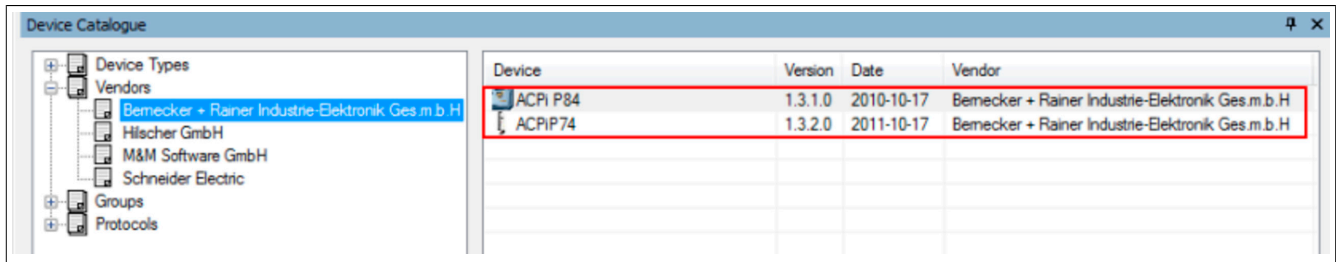 Device Catalogue
Device Types
Vendors
Bernecker + Rainer Industrie-Elektronik Ges.m.b.H
Hilscher GmbH
M&M Software GmbH
Schneider Electric
Groups
Protocols
Device Version Date Vendor
ACPi P84 1.3.1.0 2010-10-17 Bernecker + Rainer Industrie-Elektronik Ges.m.b.H
ACPiP74 1.3.2.0 2011-10-17 Bernecker + Rainer Industrie-Elektronik Ges.m.b.H